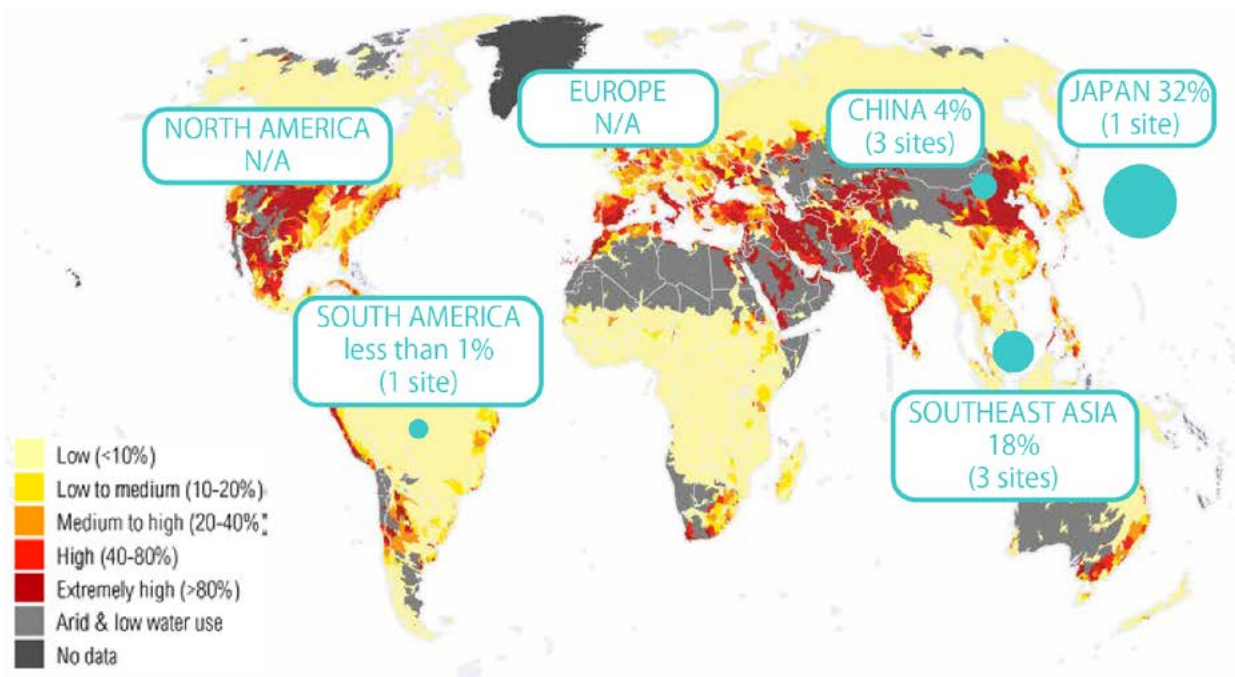 NORTH AMERICA
N/A
EUROPE
N/A
CHINA 4%
(3 sites)
JAPAN 32%
(1 site)
SOUTH AMERICA
less than 1%
(1 site)
SOUTHEAST ASIA
18%
(3 sites)
Low (<10%)
Low to medium (10-20%)
Medium to high (20-40%)
High (40-80%)
Extremely high (>80%)
Arid & low water use
No data